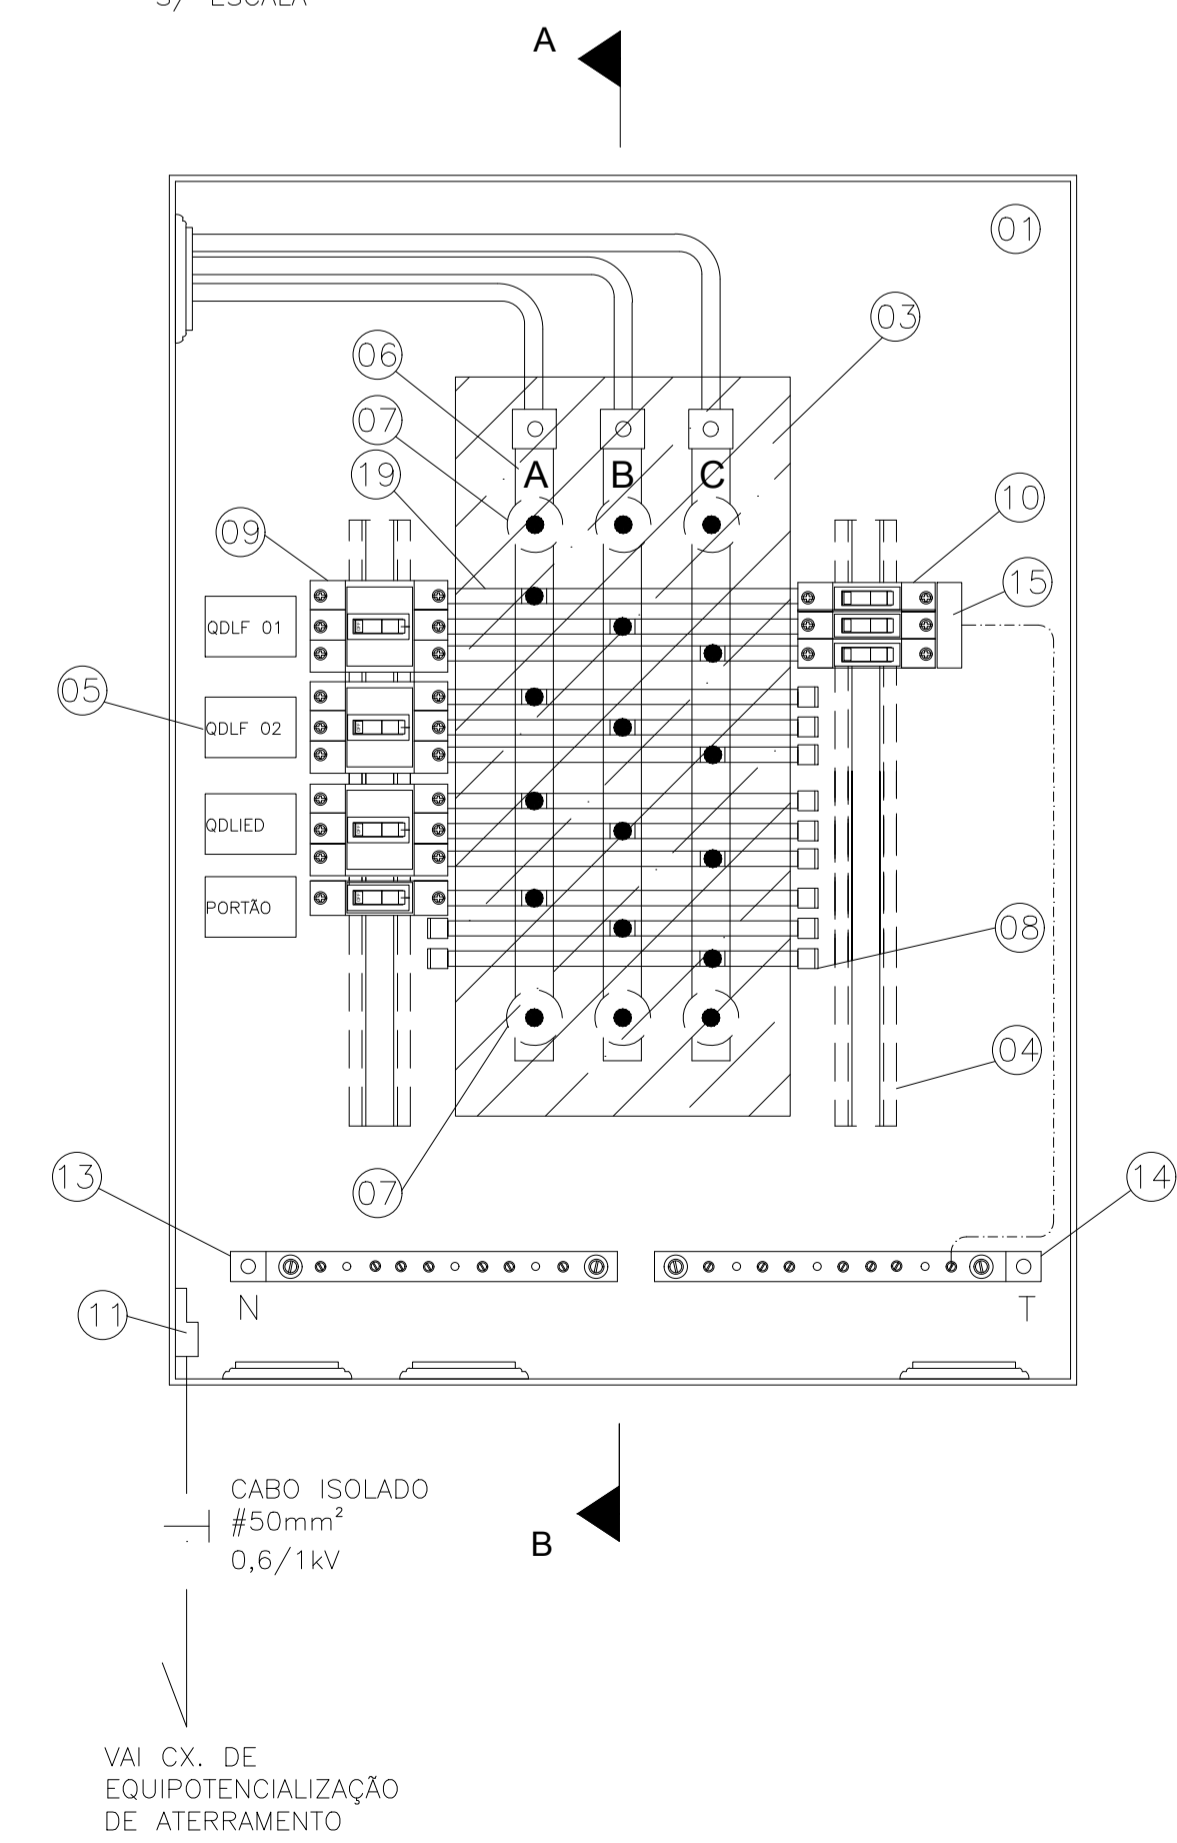 S/ ESCALA
A
01
03
06
07
A B C
19
10
09
15
QDLF 01
05
QDLF 02
QDLIED
PORTÃO
08
04
13
07
14
N
T
11
CABO ISOLADO
#50mm²
0,6/1kV
B
VAI CX. DE
EQUIPOTENCIALIZAÇÃO
DE ATERRAMENTO